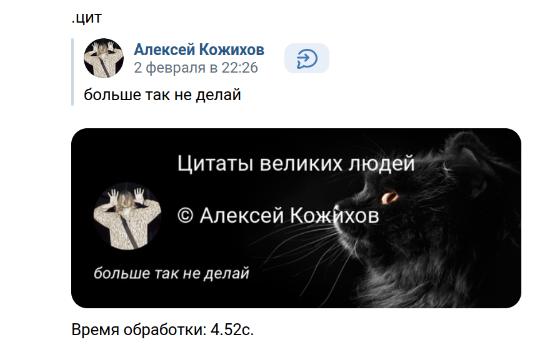 .цит
Алексей Кожихов
2 февраля в 22:26
больше так не делай
Цитаты великих людей
© Алексей Кожихов
больше так не делай
Время обработки: 4.52с.